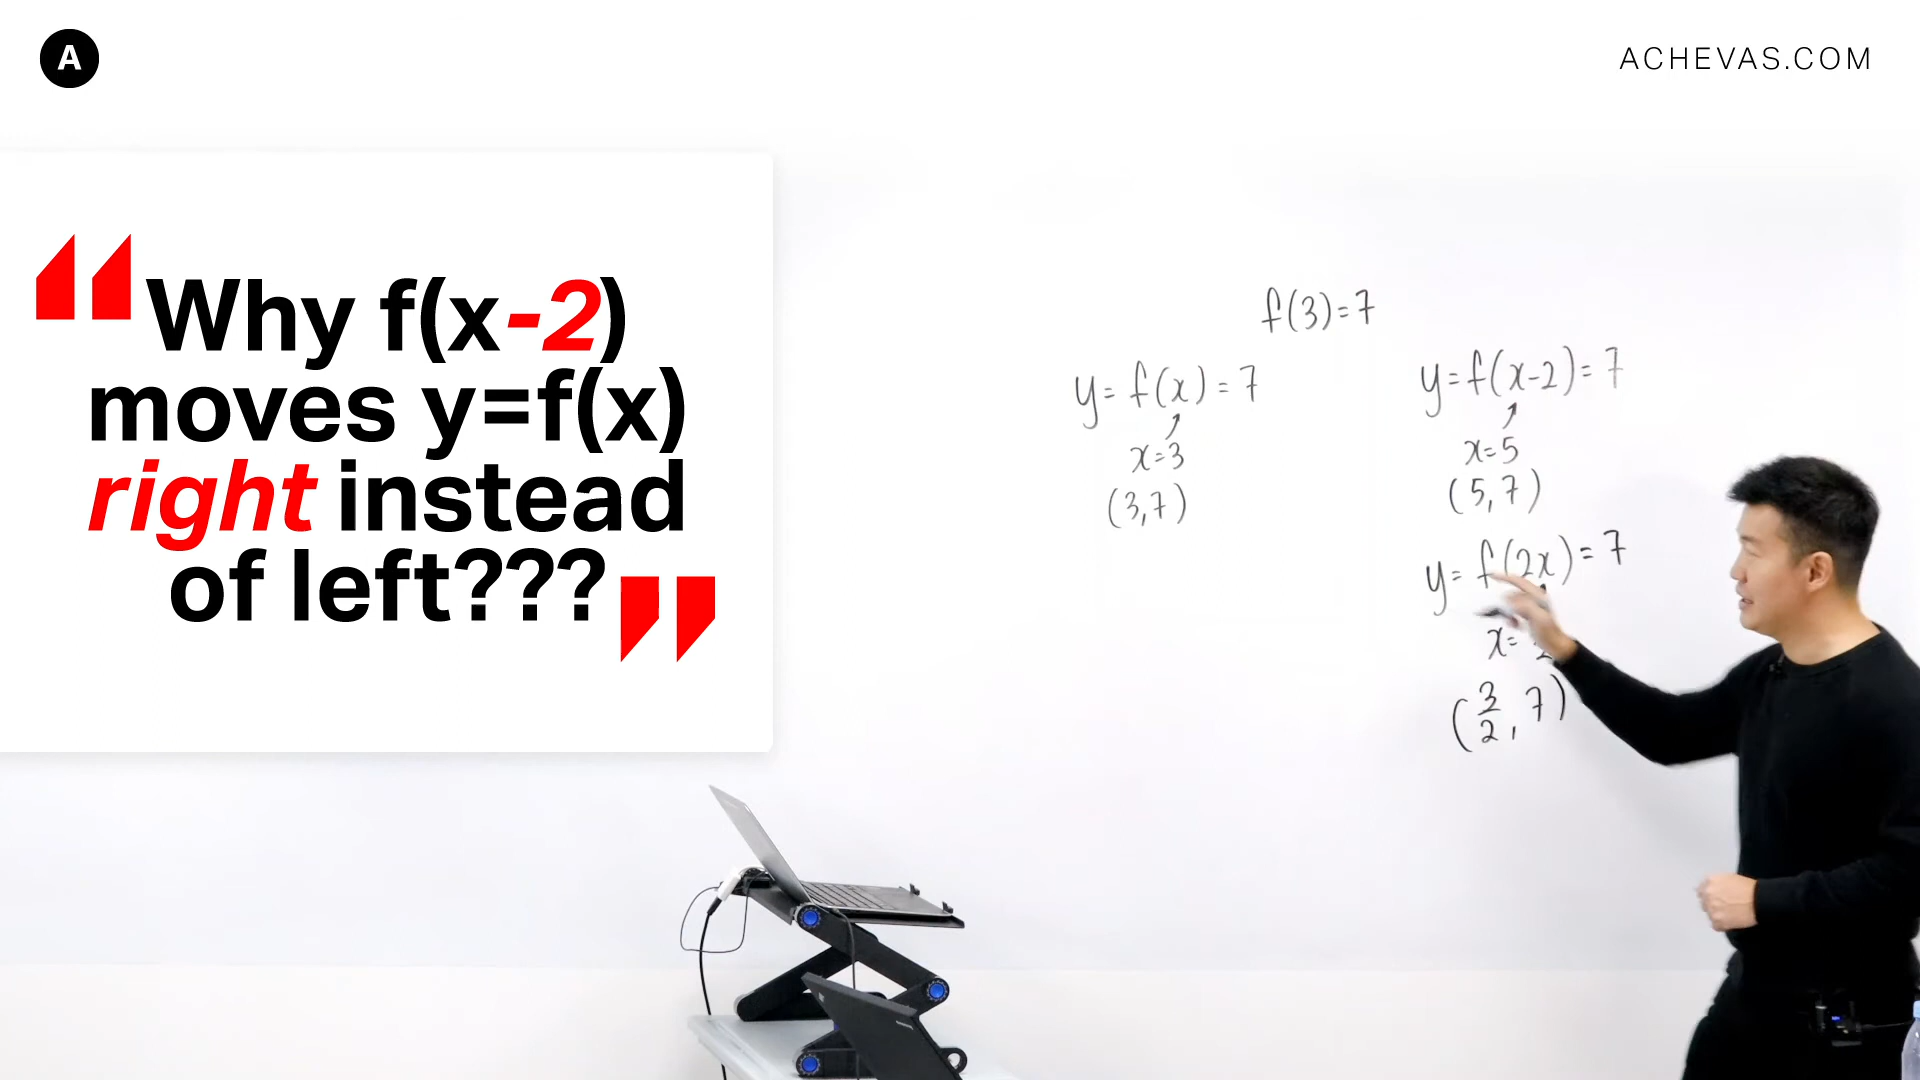 A
ACHEVAS.COM
“Why f(x-2)
moves y=f(x)
right instead
of left???”
f(3)=7
y=f(x)=7
x=3
(3,7)
y=f(x-2)=7
x=5
(5,7)
y=f(2x)=7
x=
(3/2, 7)